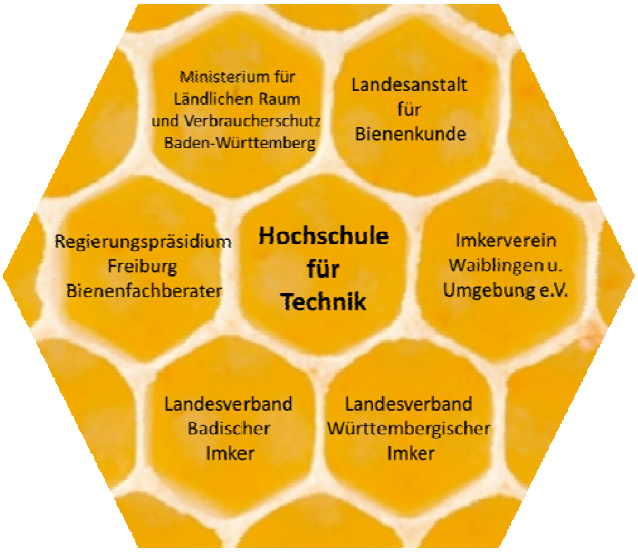 Ministerium für
Ländlichen Raum
und Verbraucherschutz
Baden-Württemberg
Landesanstalt
für
Bienenkunde
Regierungspräsidium
Freiburg
Bienenfachberater
Hochschule
für
Technik
Imkerverein
Waiblingen u.
Umgebung e.V.
Landesverband
Badischer
Imker
Landesverband
Württembergischer
Imker